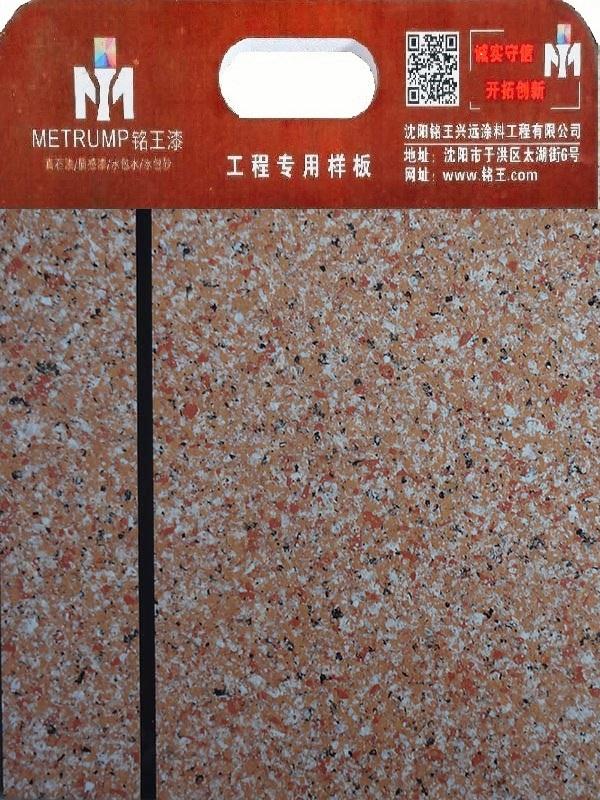 METRUMP铭王漆
真石漆/质感漆/水包水/水包砂
工程专用样板
诚实守信
开拓创新
沈阳铭王兴远涂料工程有限公司
地址：沈阳市于洪区太湖街6号
网址：www.铭王.com